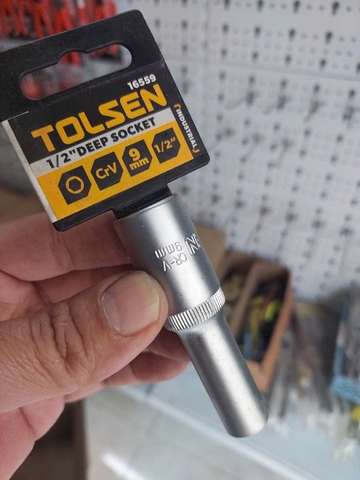 16559
TOLSEN
INDUSTRIAL
1/2" DEEP SOCKET
CrV
9
mm
1/2"
CR-V
9mm